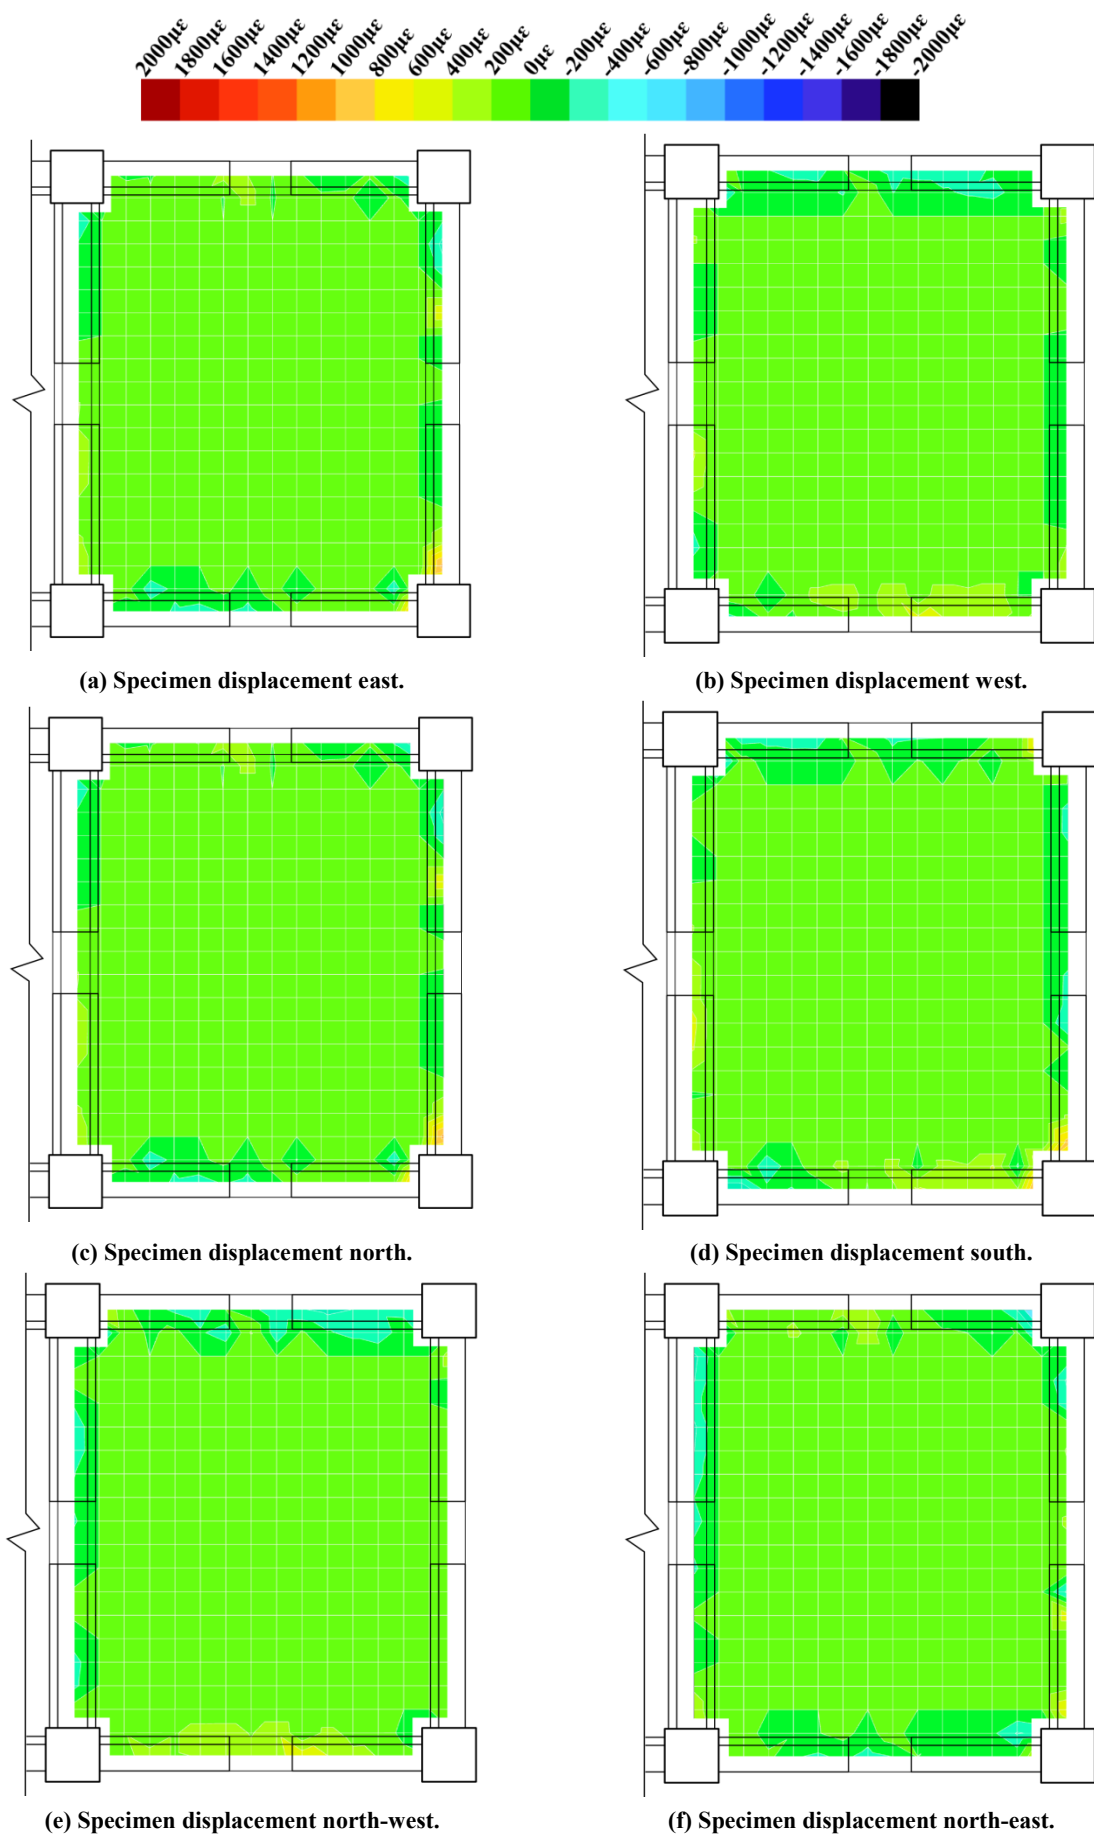 2000με
1800με
1600με
1400με
1200με
1000με
800με
600με
400με
200με
0με
-200με
-400με
-600με
-800με
-1000με
-1200με
-1400με
-1600με
-1800με
-2000με
(a) Specimen displacement east.
(b) Specimen displacement west.
(c) Specimen displacement north.
(d) Specimen displacement south.
(e) Specimen displacement north-west.
(f) Specimen displacement north-east.